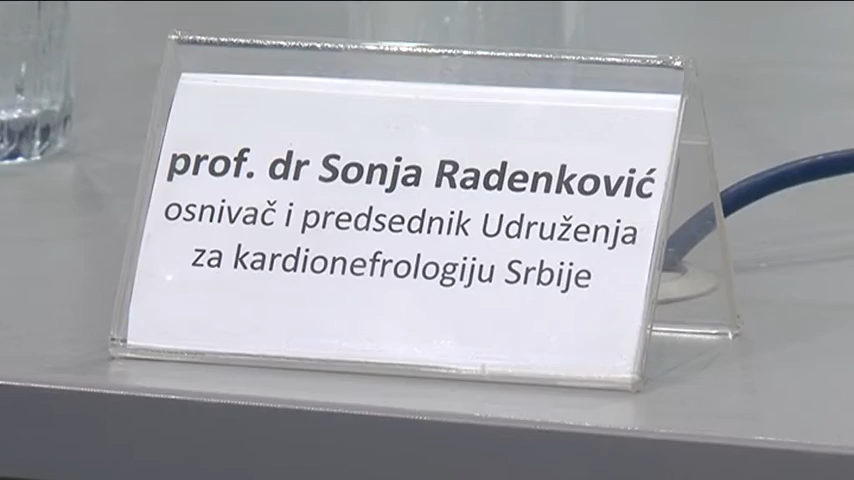 prof. dr Sonja Radenković
osnivač i predsednik Udruženja
za kardionefrologiju Srbije